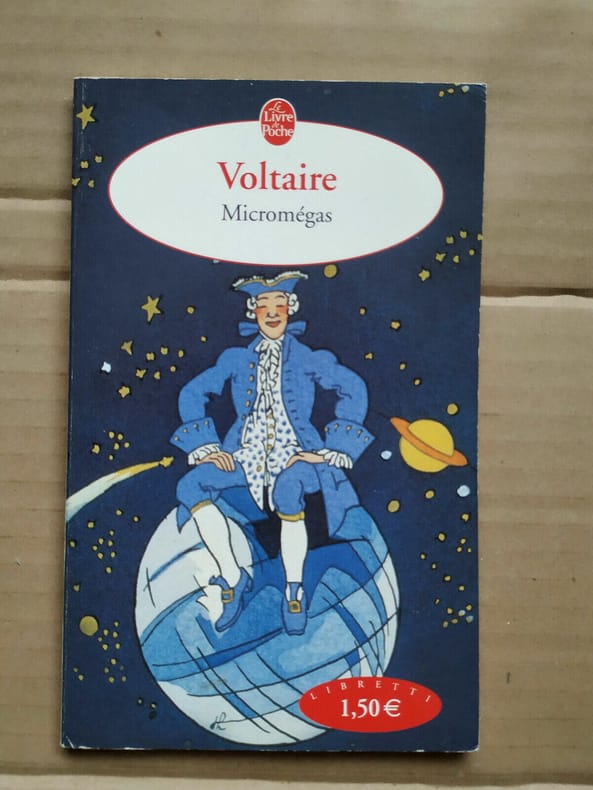 Le
Livre
de
Poche
Voltaire
Micromégas
LIBRETTI
1,50 €